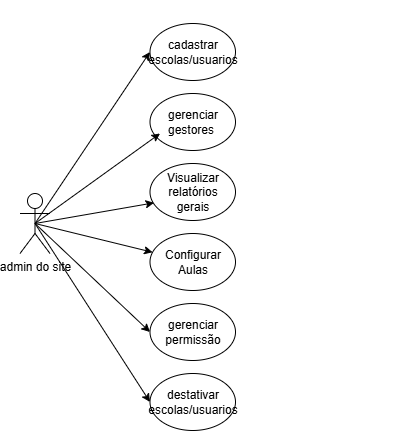 cadastrar
escolas/usuarios
gerenciar
gestores
Visualizar
relatórios
gerais
Configurar
Aulas
admin do site
gerenciar
permissão
destativar
escolas/usuarios